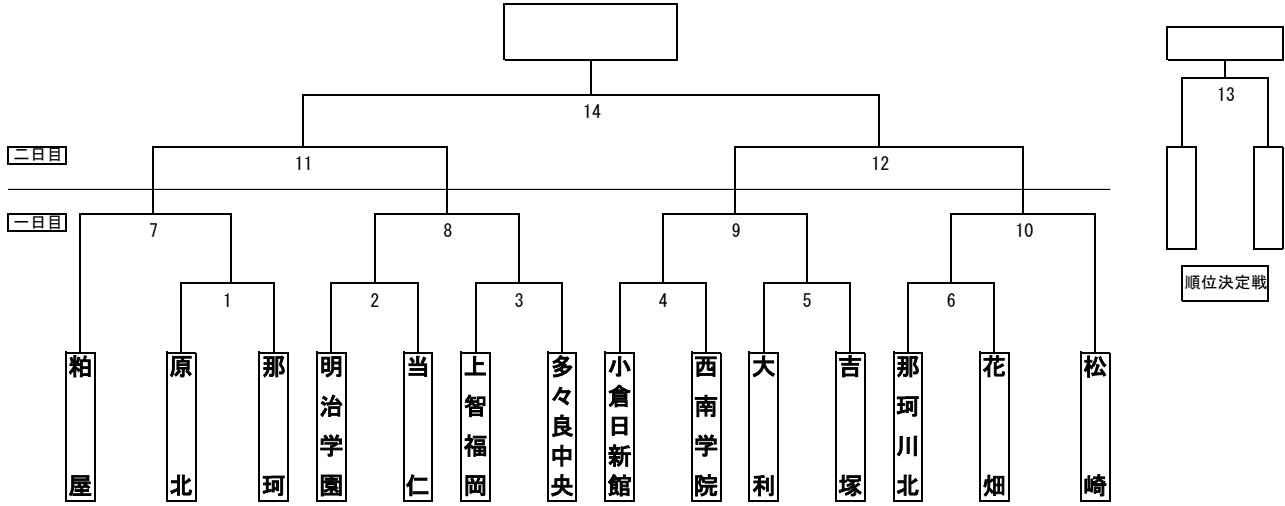 14
13
二日目
11
12
一日目
7
8
9
10
順位決定戦
1
2
3
4
5
6
粕屋
原北
那珂
明治学園
当仁
上智福岡
多々良中央
小倉日新館
西南学院
大利
吉塚
那珂川北
花畑
松崎